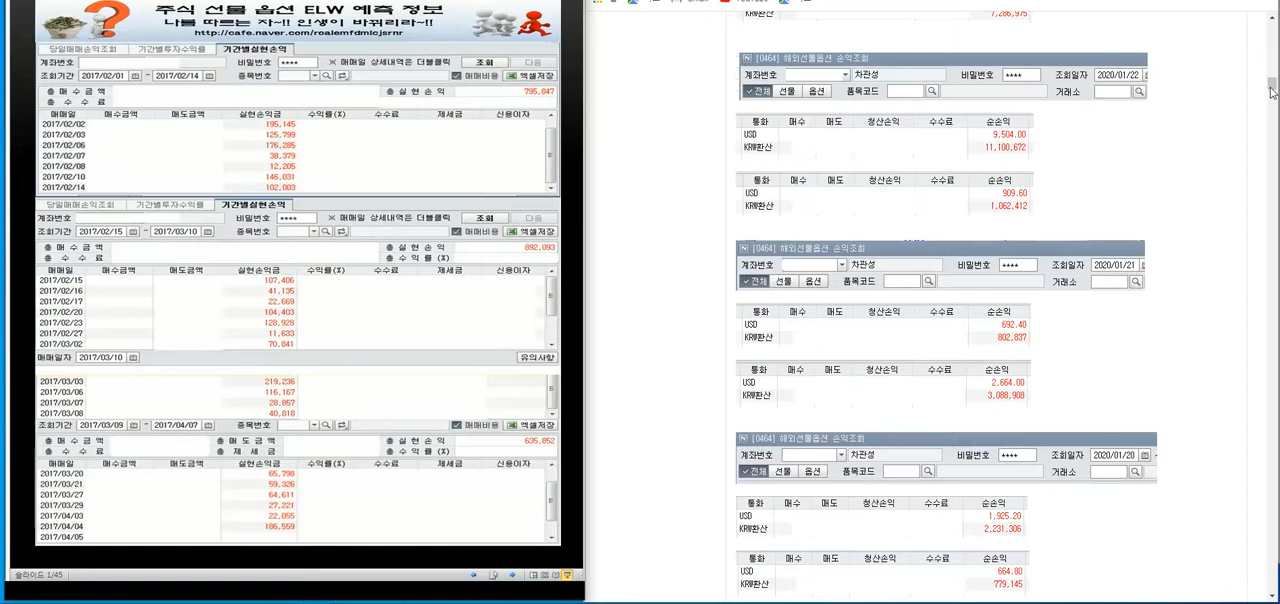 주식 선물 옵션 ELW 예측 정보
나를 따르는 자~!! 인생이 바뀌리라~!!
http://cafe.naver.com/roalemfdmlcjsrnr
당일매매손익조회 기간별투자수익률 기간별실현손익
계좌번호 비밀번호 **** ※ 매매일 상세내역은 더블클릭 조회 다음
조회기간 2017/02/01 ~ 2017/02/14 종목번호 매매비용 엑셀저장
총 매 수 금 액 총 실 현 손 익 795,847
총 수 수 료
매매일 매수금액 매도금액 실현손익금 수익률(%) 수수료 제세금 신용이자
2017/02/02 195,145
2017/02/03 125,799
2017/02/06 176,285
2017/02/07 38,379
2017/02/08 12,205
2017/02/10 146,031
2017/02/14 102,003
당일매매손익조회 기간별투자수익률 기간별실현손익
계좌번호 비밀번호 **** ※ 매매일 상세내역은 더블클릭 조회 다음
조회기간 2017/02/15 ~ 2017/03/10 종목번호 매매비용 엑셀저장
총 매 수 금 액 총 실 현 손 익 892,093
총 수 수 료 총 수 익 률 (%)
매매일 매수금액 매도금액 실현손익금 수익률(%) 수수료 제세금 신용이자
2017/02/15 107,406
2017/02/16 41,135
2017/02/17 22,669
2017/02/20 104,403
2017/02/23 128,928
2017/02/27 11,633
2017/03/02 70,841
매매일자 2017/03/10 유의사항
2017/03/03 219,236
2017/03/06 116,167
2017/03/07 28,857
2017/03/08 40,818
조회기간 2017/03/09 ~ 2017/04/07 종목번호 매매비용 엑셀저장
총 매 수 금 액 총 매 도 금 액 총 실 현 손 익 635,852
총 수 수 료 총 제 세 금 총 수 익 률 (%)
매매일 매수금액 매도금액 실현손익금 수익률(%) 수수료 제세금 신용이자
2017/03/20 65,798
2017/03/21 59,326
2017/03/27 64,611
2017/03/29 27,221
2017/04/03 22,055
2017/04/04 186,559
2017/04/05
슬라이드 1/45
7,286,975
[0464] 해외선물옵션 손익조회
계좌번호 차관성 비밀번호 **** 조회일자 2020/01/22
전체 선물 옵션 품목코드 거래소
통화 매수 매도 청산손익 수수료 순손익
USD 9,504.00
KRW환산 11,100,672
통화 매수 매도 청산손익 수수료 순손익
USD 909.60
KRW환산 1,062,412
[0464] 해외선물옵션 손익조회
계좌번호 차관성 비밀번호 **** 조회일자 2020/01/21
전체 선물 옵션 품목코드 거래소
통화 매수 매도 청산손익 수수료 순손익
USD 692.40
KRW환산 802,837
통화 매수 매도 청산손익 수수료 순손익
USD 2,664.00
KRW환산 3,088,908
[0464] 해외선물옵션 손익조회
계좌번호 차관성 비밀번호 **** 조회일자 2020/01/20
전체 선물 옵션 품목코드 거래소
통화 매수 매도 청산손익 수수료 순손익
USD 1,925.20
KRW환산 2,231,306
통화 매수 매도 청산손익 수수료 순손익
USD 664.80
KRW환산 779,145